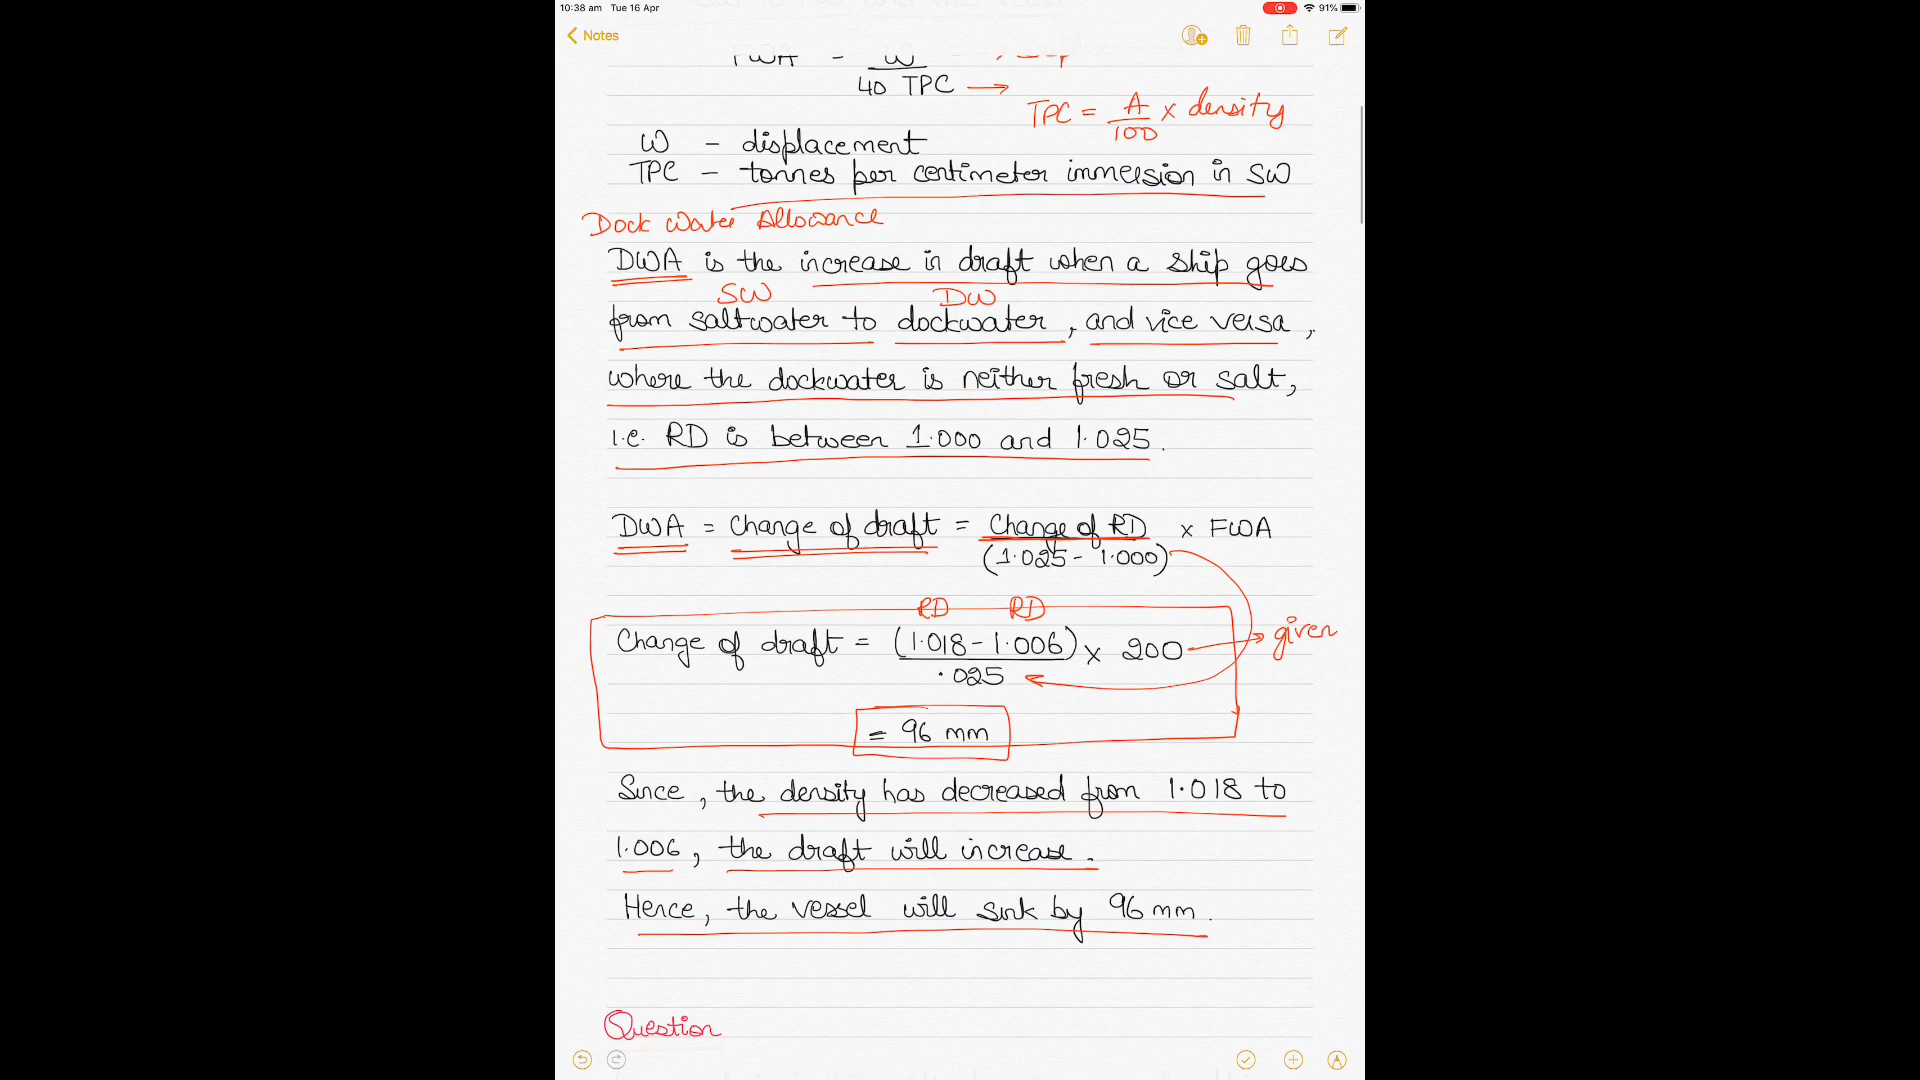 10:38 am Tue 16 Apr 91%
Notes
FWA = W
40 TPC →
TPC = A/100 x density
W - displacement
TPC - tonnes per centimeter immersion in SW
Dock Water Allowance
DWA is the increase in draft when a ship goes
SW DW
from saltwater to dockwater, and vice versa,
where the dockwater is neither fresh or salt,
i.e. RD is between 1.000 and 1.025.
DWA = Change of draft = Change of RD x FWA
(1.025 - 1.000)
RD RD
Change of draft = (1.018 - 1.006) x 200 → given
.025
= 96 mm
Since, the density has decreased from 1.018 to
1.006, the draft will increase.
Hence, the vessel will sink by 96 mm.
Question